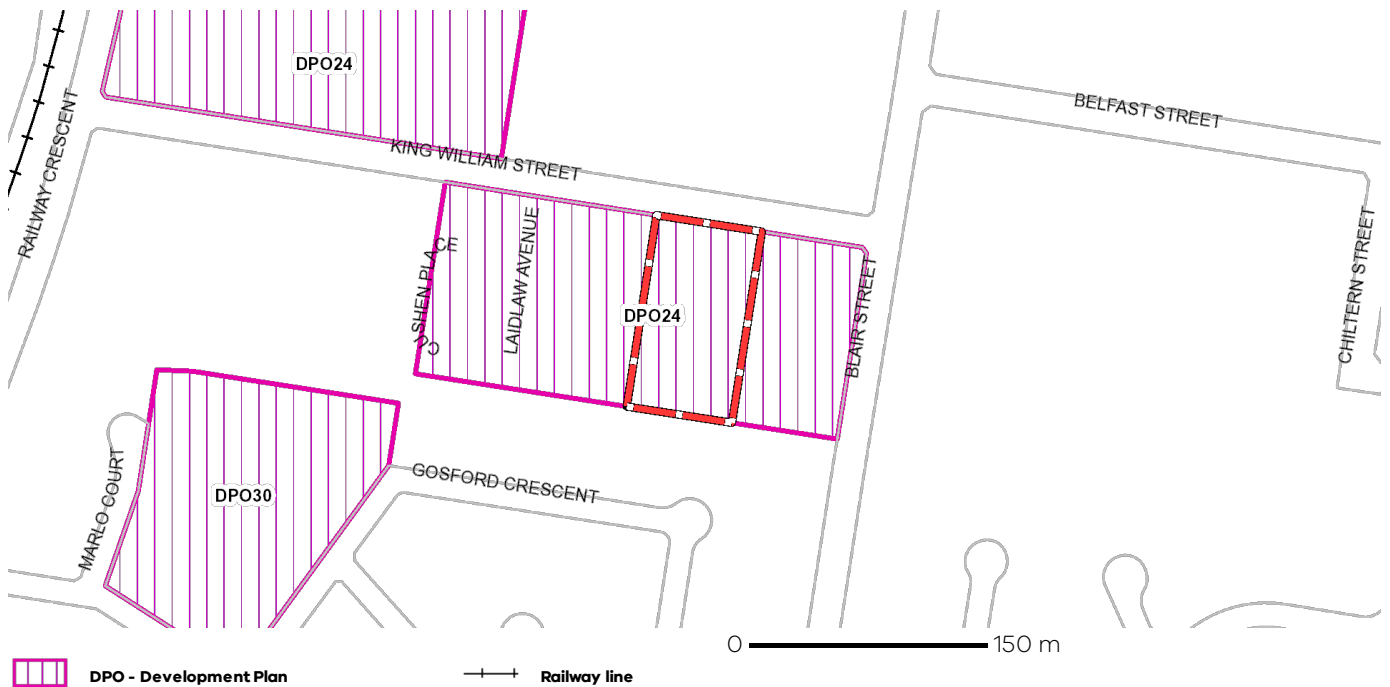 DPO24
BELFAST STREET
KING WILLIAM STREET
RAILWAY CRESCENT
LAIDLAW AVENUE
SHEN PLACE
CU
DPO24
BLAIR STREET
CHILTERN STREET
GOSFORD CRESCENT
DPO30
MARLO COURT
0 150 m
DPO - Development Plan
Railway line